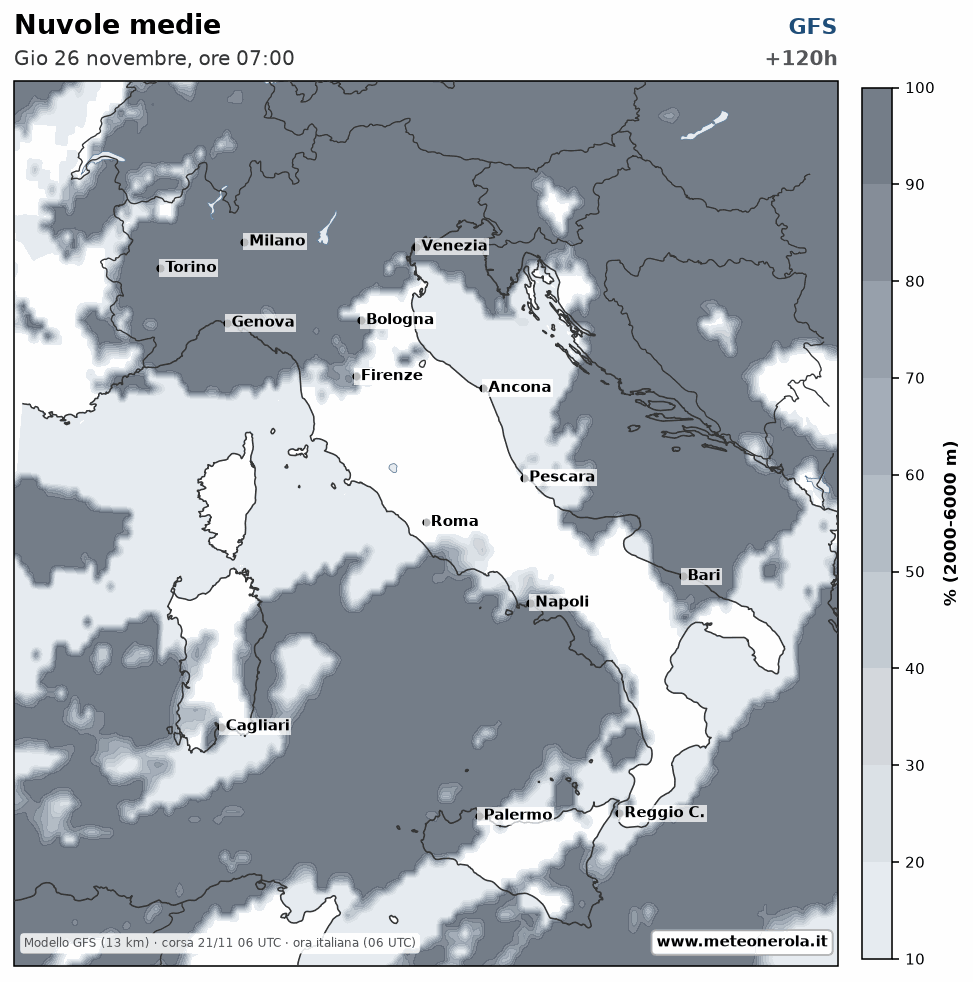 Nuvole medie
GFS
Gio 26 novembre, ore 07:00
+120h
Milano
Venezia
Torino
Genova
Bologna
Firenze
Ancona
Pescara
Roma
Bari
Napoli
Cagliari
Palermo
Reggio C.
Modello GFS (13 km) · corsa 21/11 06 UTC · ora italiana (06 UTC)
www.meteonerola.it
100
90
80
70
60
50
40
30
20
10
% (2000-6000 m)